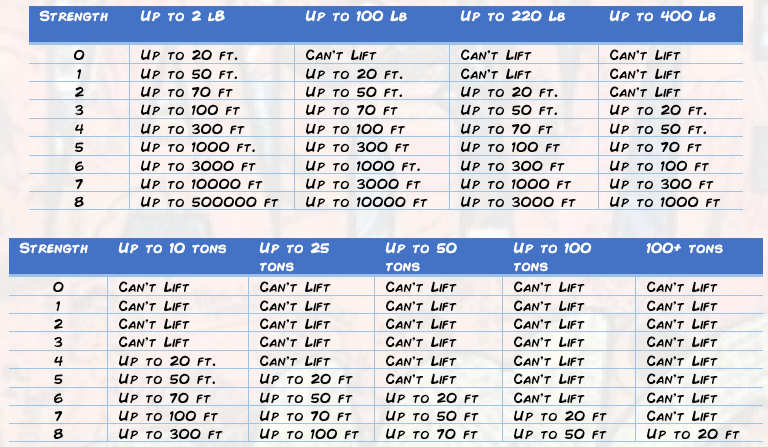 Strength Up to 2 lb Up to 100 Lb Up to 220 Lb Up to 400 Lb
0 Up to 20 ft. Can't Lift Can't Lift Can't Lift
1 Up to 50 ft. Up to 20 ft. Can't Lift Can't Lift
2 Up to 70 ft Up to 50 ft. Up to 20 ft. Can't Lift
3 Up to 100 ft Up to 70 ft Up to 50 ft. Up to 20 ft.
4 Up to 300 ft Up to 100 ft Up to 70 ft Up to 50 ft.
5 Up to 1000 ft. Up to 300 ft Up to 100 ft Up to 70 ft
6 Up to 3000 ft Up to 1000 ft. Up to 300 ft Up to 100 ft
7 Up to 10000 ft Up to 3000 ft Up to 1000 ft Up to 300 ft
8 Up to 500000 ft Up to 10000 ft Up to 3000 ft Up to 1000 ft
Strength Up to 10 tons Up to 25 Up to 50 Up to 100 100+ tons
tons tons tons
0 Can't Lift Can't Lift Can't Lift Can't Lift Can't Lift
1 Can't Lift Can't Lift Can't Lift Can't Lift Can't Lift
2 Can't Lift Can't Lift Can't Lift Can't Lift Can't Lift
3 Can't Lift Can't Lift Can't Lift Can't Lift Can't Lift
4 Up to 20 ft. Can't Lift Can't Lift Can't Lift Can't Lift
5 Up to 50 ft. Up to 20 ft Can't Lift Can't Lift Can't Lift
6 Up to 70 ft Up to 50 ft Up to 20 ft Can't Lift Can't Lift
7 Up to 100 ft Up to 70 ft Up to 50 ft Up to 20 ft Can't Lift
8 Up to 300 ft Up to 100 ft Up to 70 ft Up to 50 ft Up to 20 ft